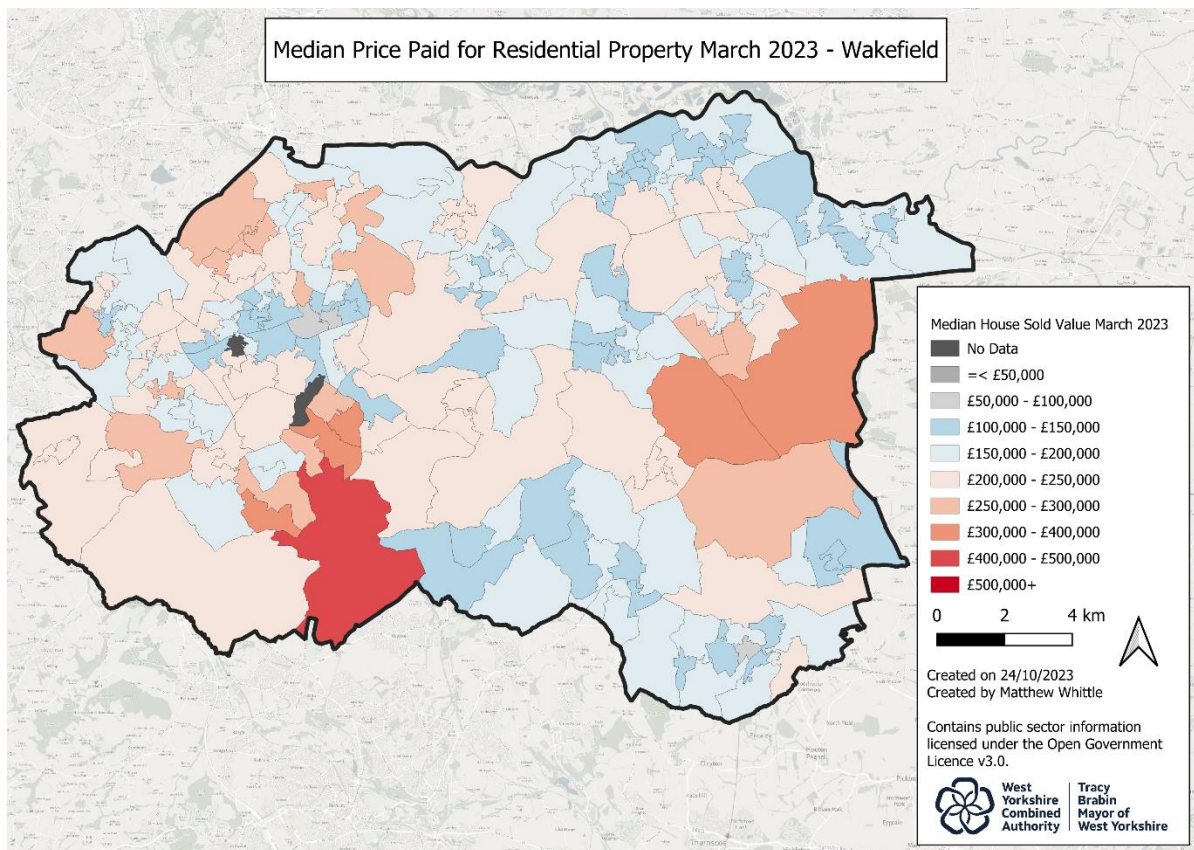 Median Price Paid for Residential Property March 2023 - Wakefield
Median House Sold Value March 2023
No Data
=< £50,000
£50,000 - £100,000
£100,000 - £150,000
£150,000 - £200,000
£200,000 - £250,000
£250,000 - £300,000
£300,000 - £400,000
£400,000 - £500,000
£500,000+
0 2 4 km
Created on 24/10/2023
Created by Matthew Whittle
Contains public sector information
licensed under the Open Government
Licence v3.0.
West
Yorkshire
Combined
Authority
Tracy
Brabin
Mayor of
West Yorkshire